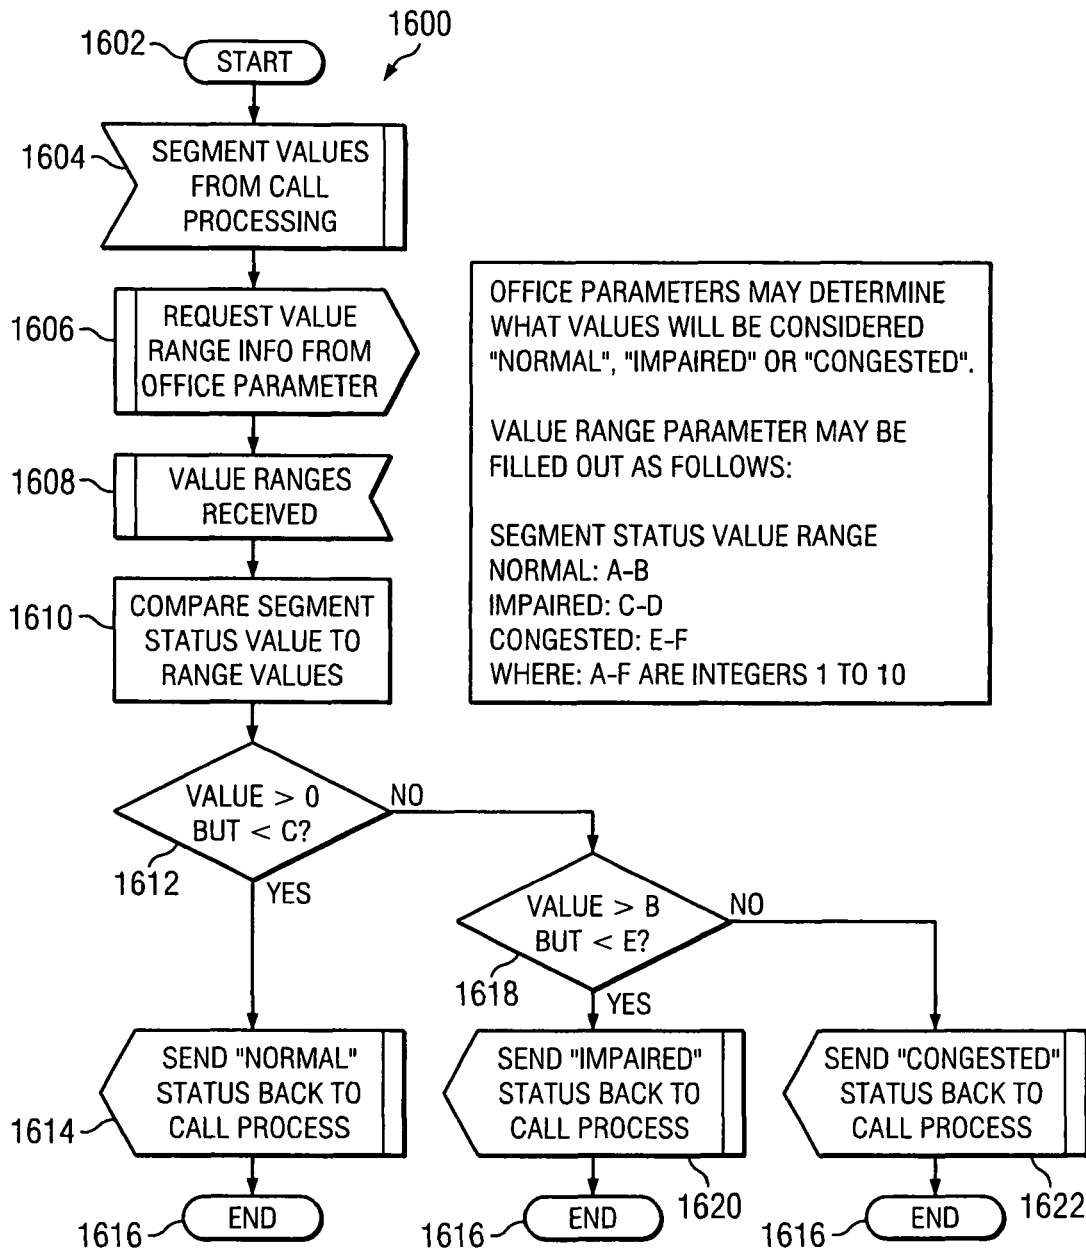 1600
1602
START
1604
SEGMENT VALUES
FROM CALL
PROCESSING
1606
REQUEST VALUE
RANGE INFO FROM
OFFICE PARAMETER
1608
VALUE RANGES
RECEIVED
1610
COMPARE SEGMENT
STATUS VALUE TO
RANGE VALUES
OFFICE PARAMETERS MAY DETERMINE
WHAT VALUES WILL BE CONSIDERED
"NORMAL", "IMPAIRED" OR "CONGESTED".
VALUE RANGE PARAMETER MAY BE
FILLED OUT AS FOLLOWS:
SEGMENT STATUS VALUE RANGE
NORMAL: A-B
IMPAIRED: C-D
CONGESTED: E-F
WHERE: A-F ARE INTEGERS 1 TO 10
VALUE > 0
BUT < C?
NO
1612
YES
VALUE > B
BUT < E?
NO
1618
YES
SEND "NORMAL"
STATUS BACK TO
CALL PROCESS
1614
SEND "IMPAIRED"
STATUS BACK TO
CALL PROCESS
1620
SEND "CONGESTED"
STATUS BACK TO
CALL PROCESS
1622
1616
END
1616
END
1616
END